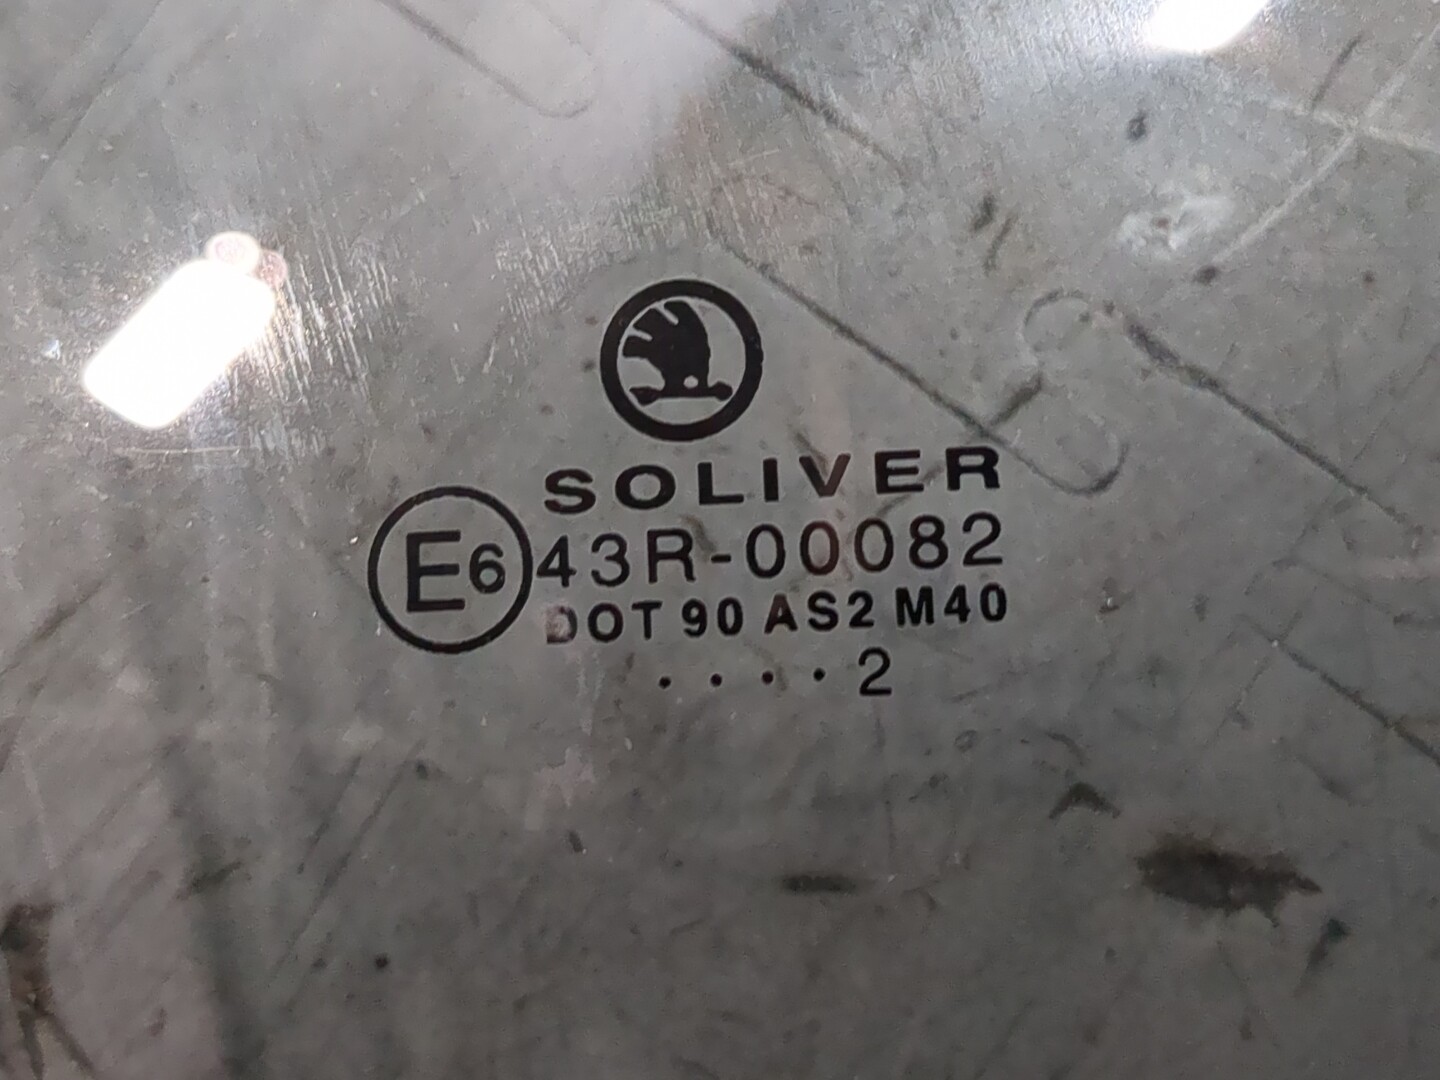 SOLIVER
E6 43R-00082
DOT 90 AS2 M40
....2